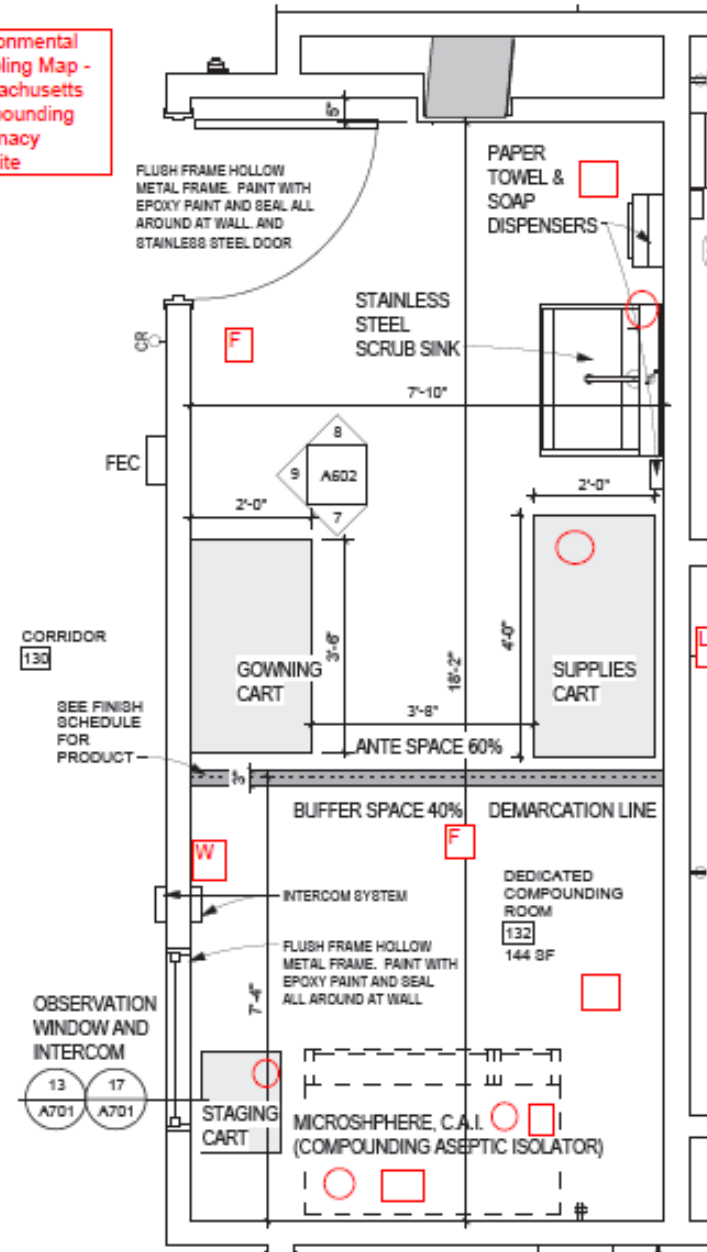 onmental
ling Map -
achusetts
ounding
macy
ite
6"
FLUSH FRAME HOLLOW
METAL FRAME. PAINT WITH
EPOXY PAINT AND SEAL ALL
AROUND AT WALL. AND
STAINLESS STEEL DOOR
PAPER
TOWEL &
SOAP
DISPENSERS
STAINLESS
STEEL
SCRUB SINK
CR
F
7'-10"
FEC
8
9
A602
7
2'-0"
2'-0"
CORRIDOR
130
GOWNING
CART
3'-6"
18'-2"
4'-0"
SUPPLIES
CART
L
SEE FINISH
SCHEDULE
FOR
PRODUCT
3'-8"
ANTE SPACE 60%
3"
BUFFER SPACE 40%
DEMARCATION LINE
W
F
INTERCOM SYSTEM
DEDICATED
COMPOUNDING
ROOM
132
144 SF
FLUSH FRAME HOLLOW
METAL FRAME. PAINT WITH
EPOXY PAINT AND SEAL
ALL AROUND AT WALL
7'-4"
OBSERVATION
WINDOW AND
INTERCOM
13
A701
17
A701
STAGING
CART
MICROSHPHERE, C.A.I.
(COMPOUNDING ASEPTIC ISOLATOR)